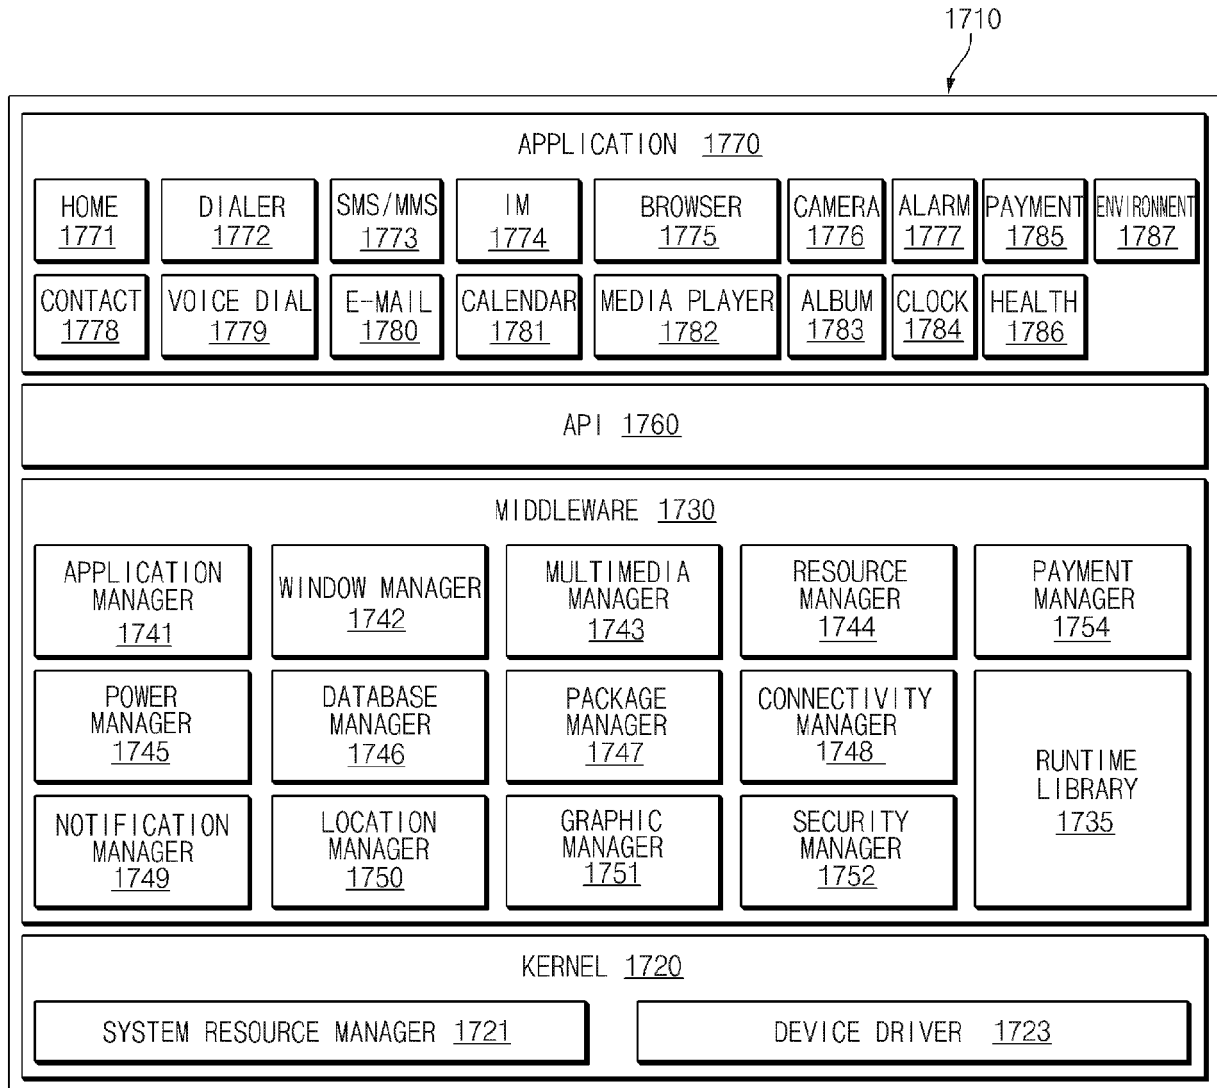 1710
APPLICATION 1770
HOME
1771
DIALER
1772
SMS/MMS
1773
IM
1774
BROWSER
1775
CAMERA
1776
ALARM
1777
PAYMENT
1785
ENVIRONMENT
1787
CONTACT
1778
VOICE DIAL
1779
E-MAIL
1780
CALENDAR
1781
MEDIA PLAYER
1782
ALBUM
1783
CLOCK
1784
HEALTH
1786
API 1760
MIDDLEWARE 1730
APPLICATION
MANAGER
1741
WINDOW MANAGER
1742
MULTIMEDIA
MANAGER
1743
RESOURCE
MANAGER
1744
PAYMENT
MANAGER
1754
POWER
MANAGER
1745
DATABASE
MANAGER
1746
PACKAGE
MANAGER
1747
CONNECTIVITY
MANAGER
1748
RUNTIME
LIBRARY
1735
NOTIFICATION
MANAGER
1749
LOCATION
MANAGER
1750
GRAPHIC
MANAGER
1751
SECURITY
MANAGER
1752
KERNEL 1720
SYSTEM RESOURCE MANAGER 1721
DEVICE DRIVER 1723